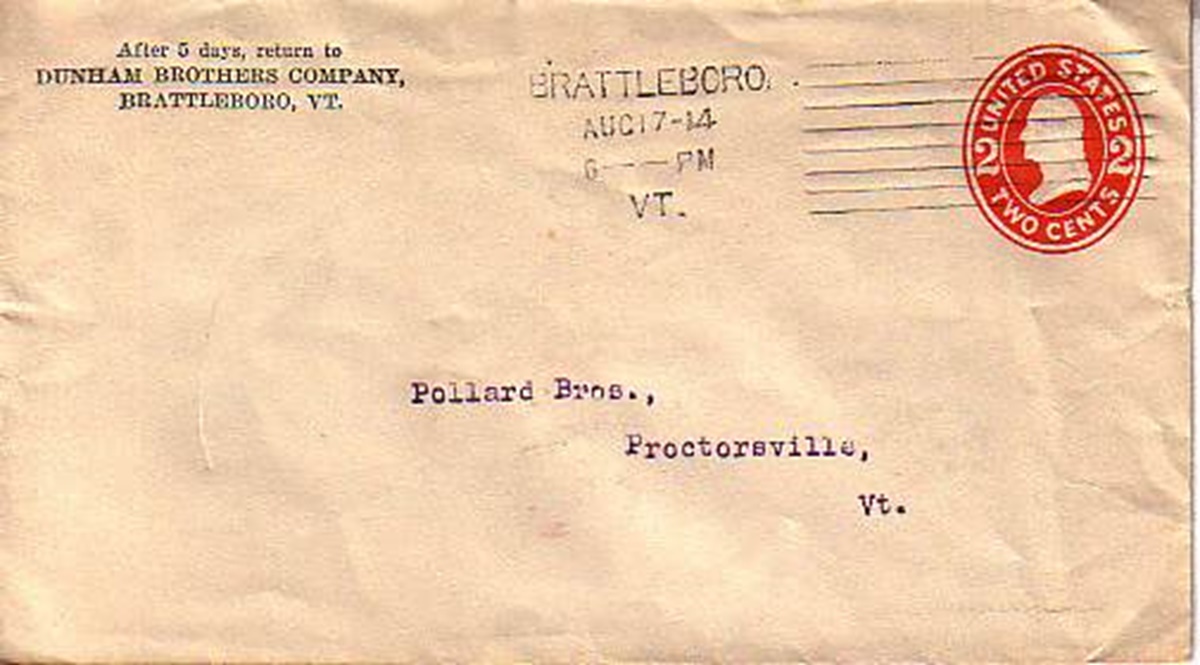 After 5 days, return to
DUNHAM BROTHERS COMPANY,
BRATTLEBORO, VT.
BRATTLEBORO.
AUG 17-14
6 — PM
VT.
UNITED STATES
2 2
TWO CENTS
Pollard Bros.,
Proctorsville,
Vt.